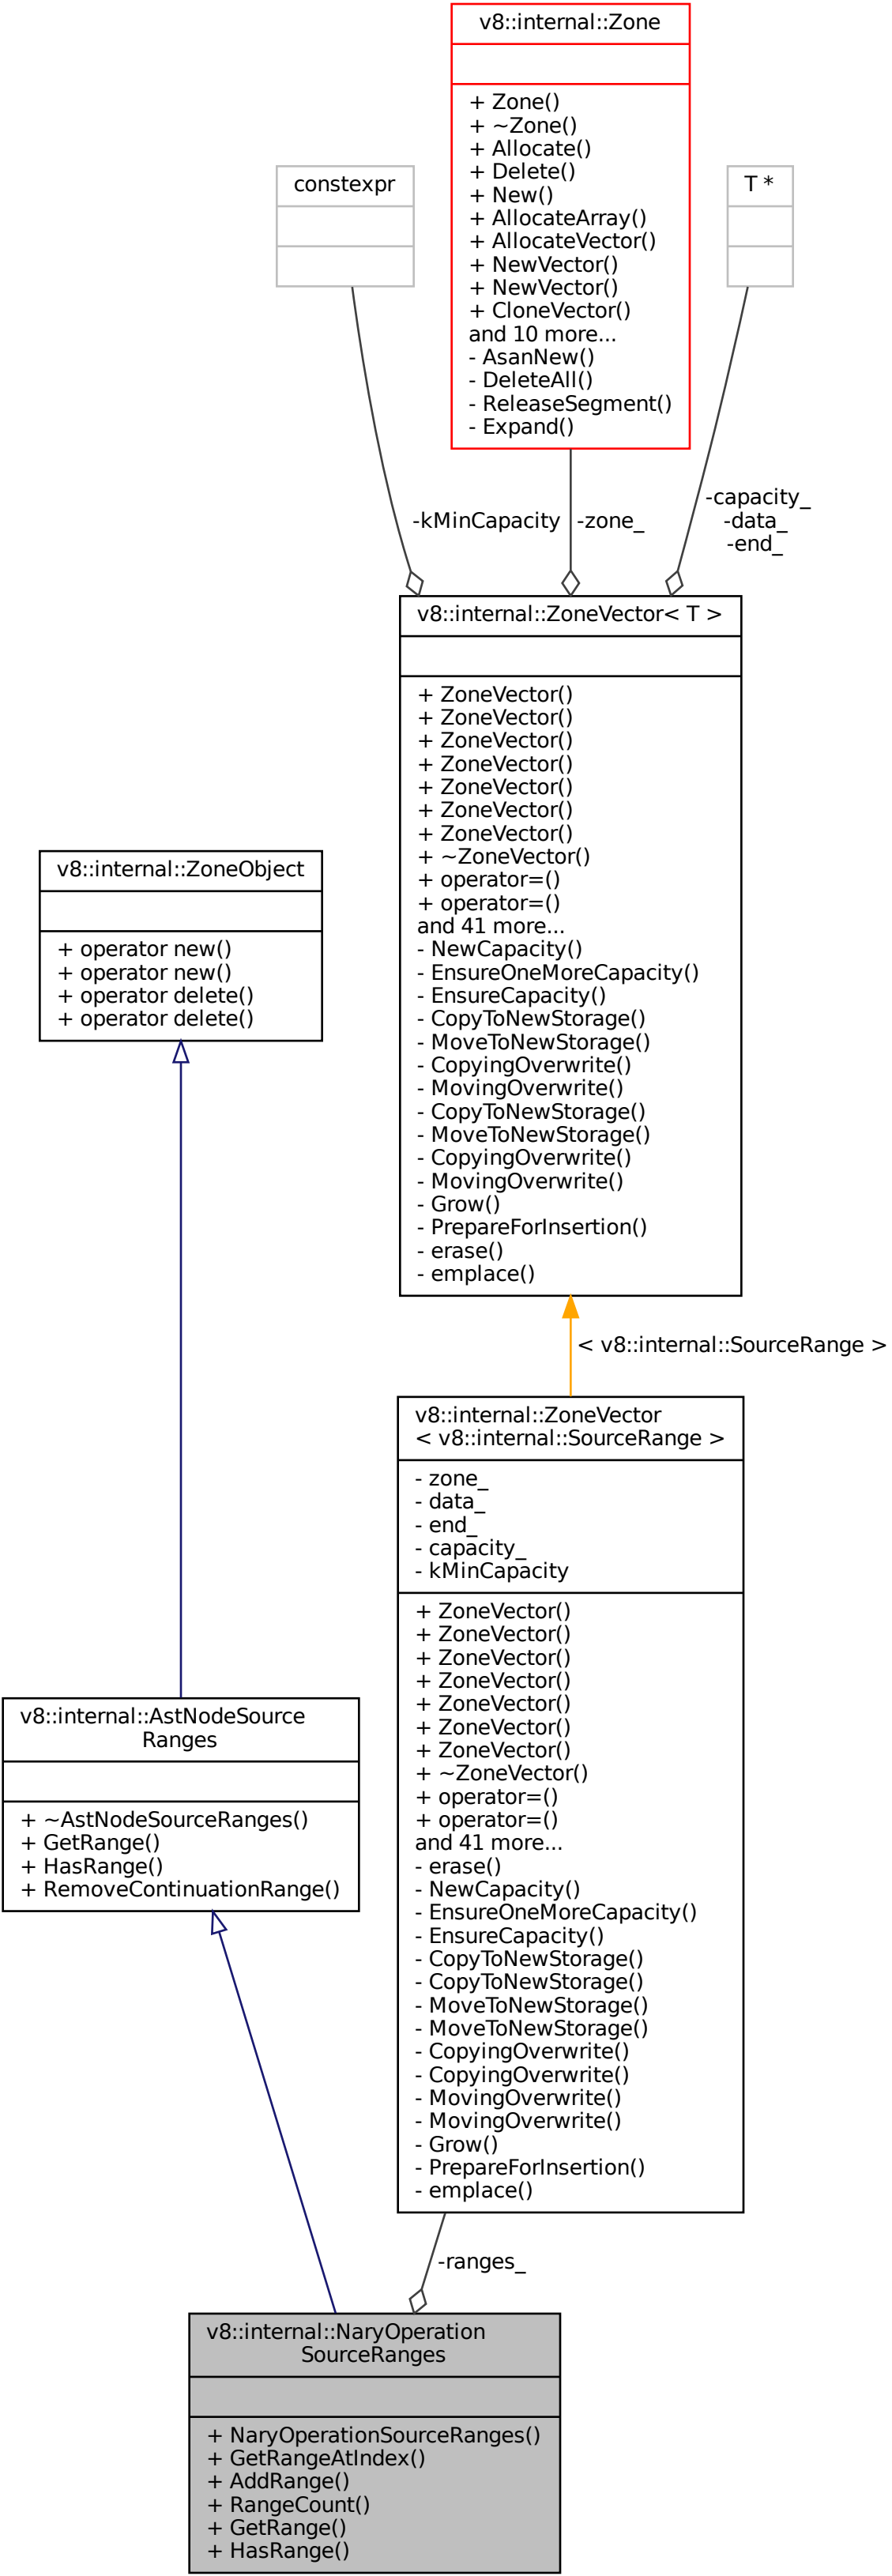 v8::internal::Zone
+ Zone()
+ ~Zone()
+ Allocate()
+ Delete()
+ New()
+ AllocateArray()
+ AllocateVector()
+ NewVector()
+ NewVector()
+ CloneVector()
and 10 more...
- AsanNew()
- DeleteAll()
- ReleaseSegment()
- Expand()
constexpr
T *
-kMinCapacity
-zone_
-capacity_
-data_
-end_
v8::internal::ZoneVector< T >
+ ZoneVector()
+ ZoneVector()
+ ZoneVector()
+ ZoneVector()
+ ZoneVector()
+ ZoneVector()
+ ZoneVector()
+ ~ZoneVector()
+ operator=()
+ operator=()
and 41 more...
- NewCapacity()
- EnsureOneMoreCapacity()
- EnsureCapacity()
- CopyToNewStorage()
- MoveToNewStorage()
- CopyingOverwrite()
- MovingOverwrite()
- CopyToNewStorage()
- MoveToNewStorage()
- CopyingOverwrite()
- MovingOverwrite()
- Grow()
- PrepareForInsertion()
- erase()
- emplace()
v8::internal::ZoneObject
+ operator new()
+ operator new()
+ operator delete()
+ operator delete()
< v8::internal::SourceRange >
v8::internal::ZoneVector
< v8::internal::SourceRange >
- zone_
- data_
- end_
- capacity_
- kMinCapacity
+ ZoneVector()
+ ZoneVector()
+ ZoneVector()
+ ZoneVector()
+ ZoneVector()
+ ZoneVector()
+ ZoneVector()
+ ~ZoneVector()
+ operator=()
+ operator=()
and 41 more...
- erase()
- NewCapacity()
- EnsureOneMoreCapacity()
- EnsureCapacity()
- CopyToNewStorage()
- CopyToNewStorage()
- MoveToNewStorage()
- MoveToNewStorage()
- CopyingOverwrite()
- CopyingOverwrite()
- MovingOverwrite()
- MovingOverwrite()
- Grow()
- PrepareForInsertion()
- emplace()
v8::internal::AstNodeSource
Ranges
+ ~AstNodeSourceRanges()
+ GetRange()
+ HasRange()
+ RemoveContinuationRange()
-ranges_
v8::internal::NaryOperation
SourceRanges
+ NaryOperationSourceRanges()
+ GetRangeAtIndex()
+ AddRange()
+ RangeCount()
+ GetRange()
+ HasRange()